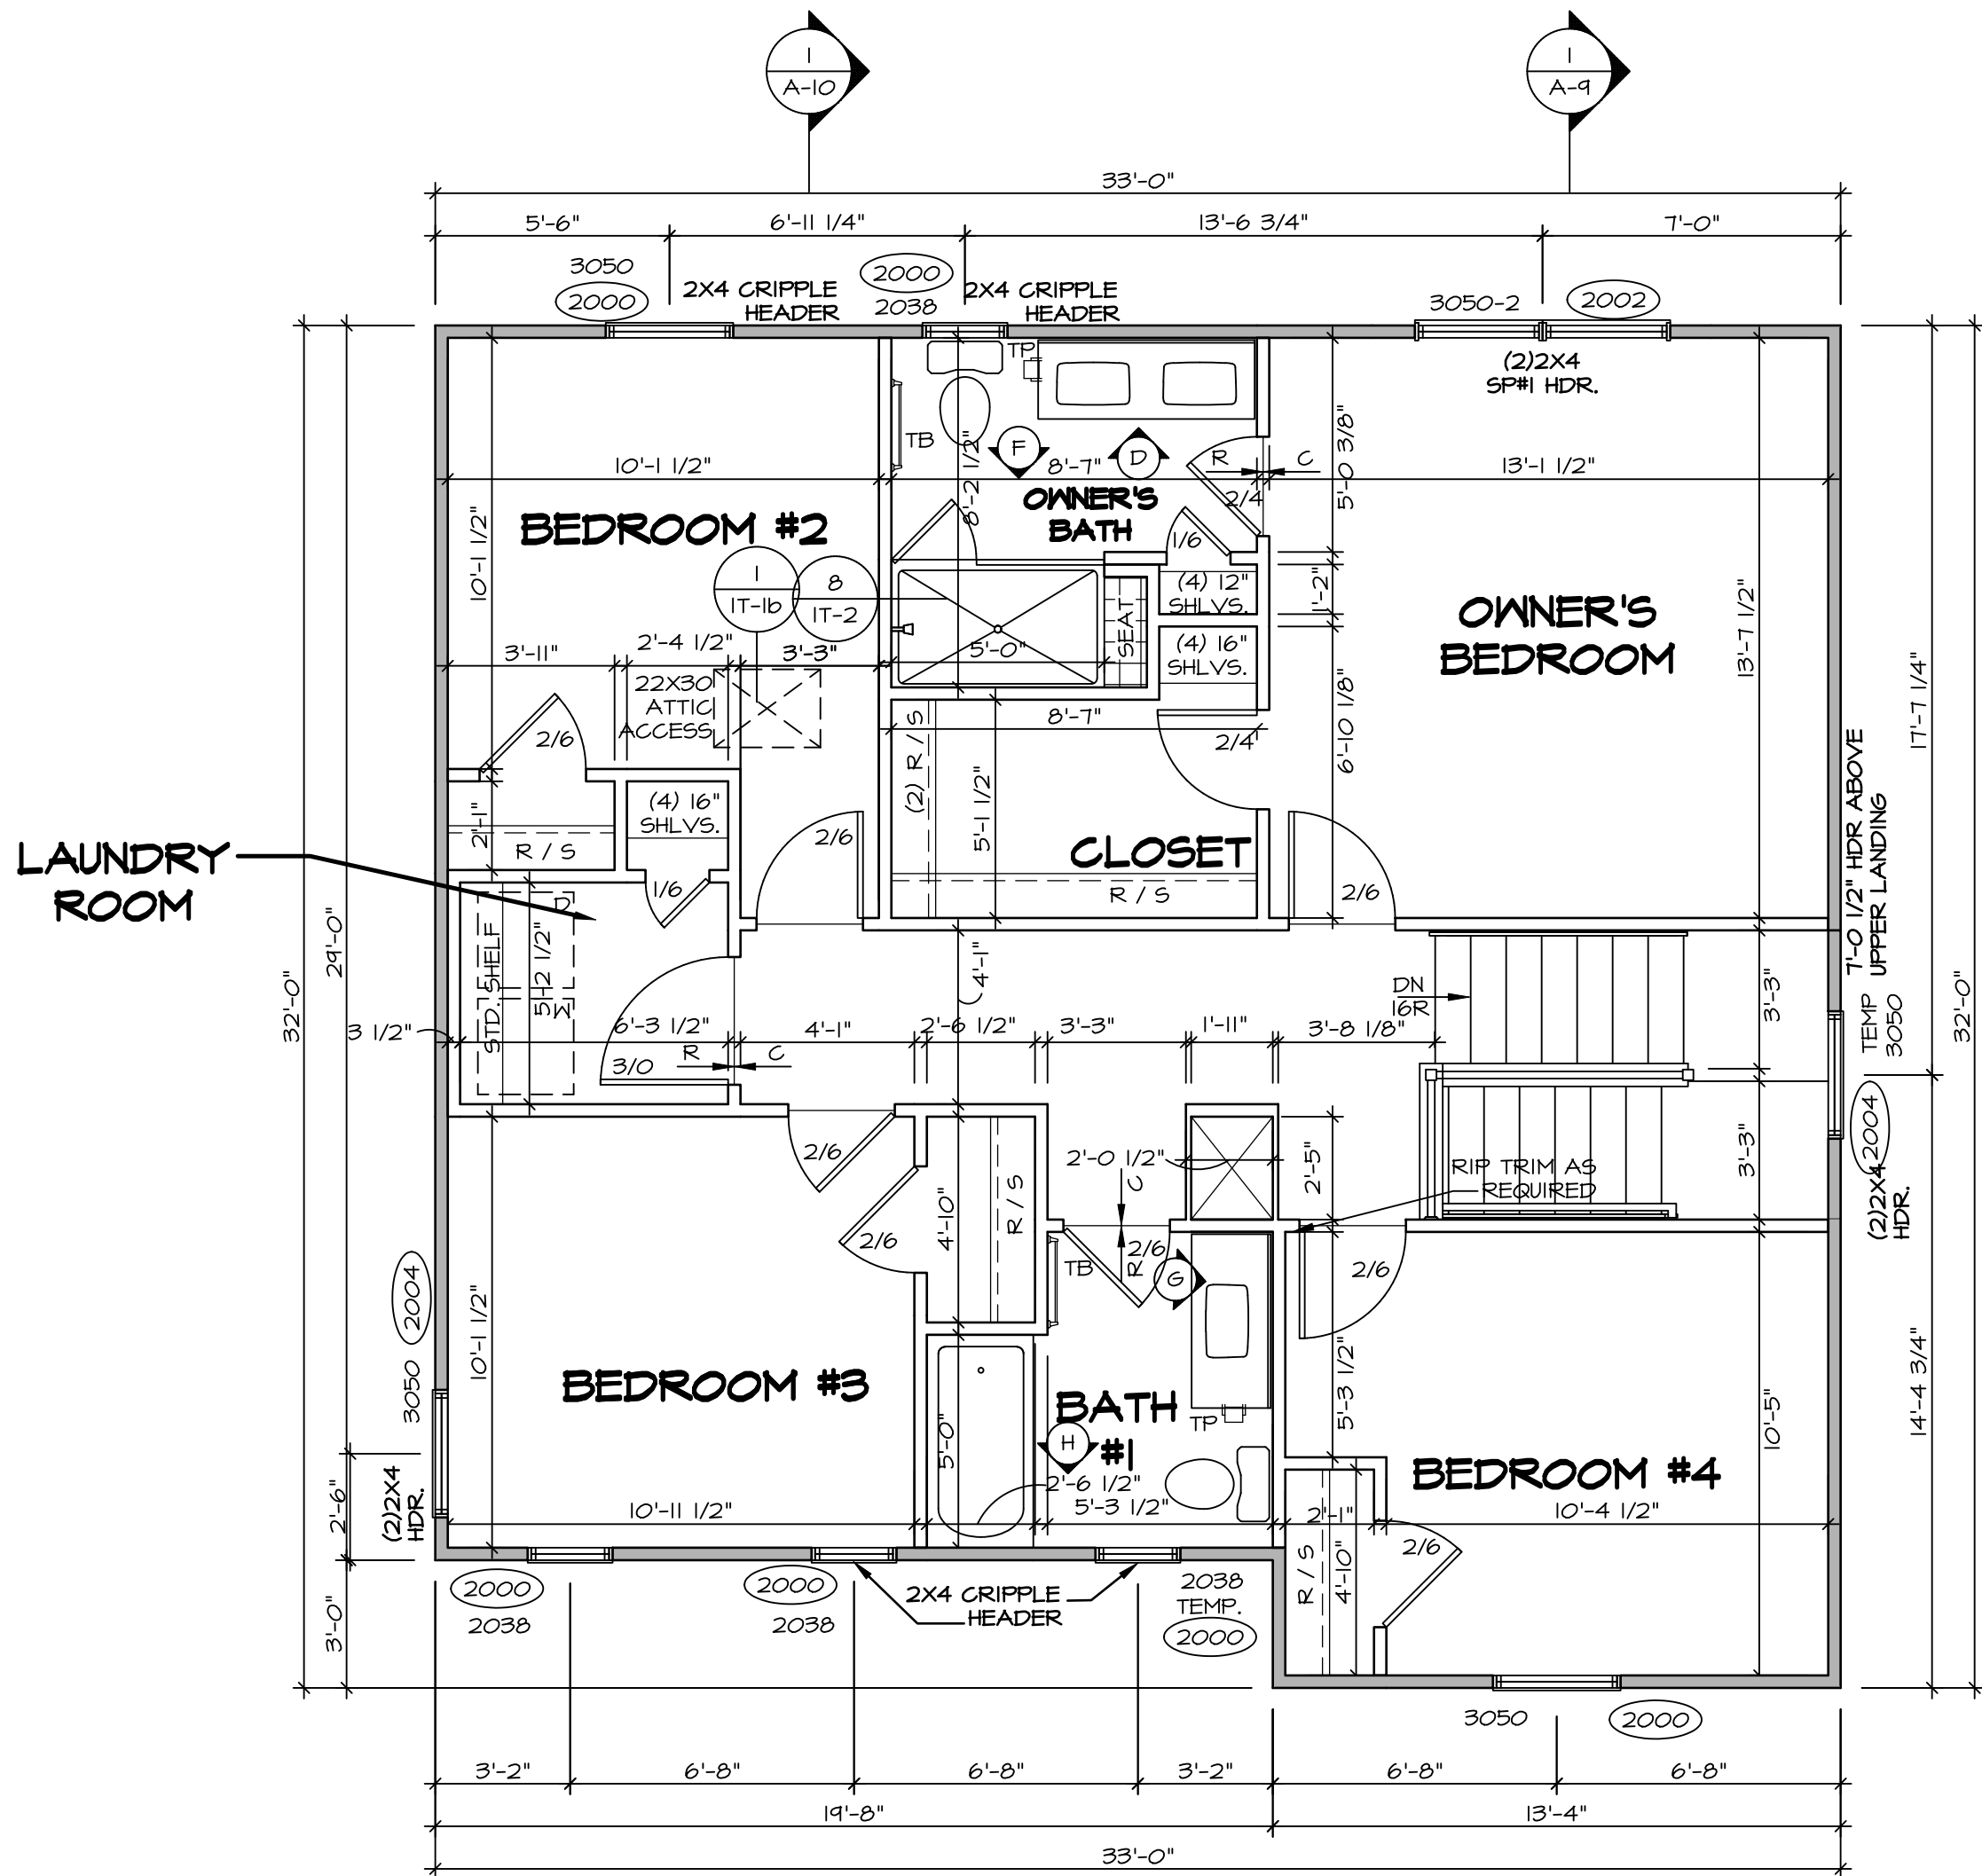 1
A-10
1
A-9
33'-0"
5'-6"
6'-11 1/4"
13'-6 3/4"
7'-0"
3050
2000
2X4 CRIPPLE
HEADER
2000
2038
2X4 CRIPPLE
HEADER
3050-2
2002
(2)2X4
SP#1 HDR.
TP
TB
F
D
R
C
10'-1 1/2"
8'-2 1/2"
8'-7"
5'-0 3/8"
13'-1 1/2"
2/4
OWNER'S
BATH
BEDROOM #2
10'-1 1/2"
1/6
1
1T-1b
8
1T-2
(4) 12"
SHLVS.
1'-2"
OWNER'S
BEDROOM
13'-7 1/2"
3'-11"
2'-4 1/2"
3'-3"
5'-0"
SEAT
(4) 16"
SHLVS.
22X30
ATTIC
ACCESS
8'-7"
2/4
6'-10 1/8"
17'-7 1/4"
2/6
(2) R / S
5'-1 1/2"
7'-0 1/2" HDR ABOVE
UPPER LANDING
(4) 16"
SHLVS.
2'-1"
R / S
2/6
CLOSET
R / S
2/6
LAUNDRY
ROOM
1/6
D
29'-0"
32'-0"
STD. SHELF
5'-2 1/2"
W
4'-1"
DN
16R
3'-3"
TEMP
3050
32'-0"
3 1/2"
6'-3 1/2"
4'-1"
2'-6 1/2"
3'-3"
1'-11"
3'-8 1/8"
R
C
3/0
2004
(2)2X4
HDR.
2/6
2'-0 1/2"
C
2'-5"
3'-3"
RIP TRIM AS
REQUIRED
R / S
4'-10"
2/6
TB
R
2/6
G
2/6
2004
3050
10'-1 1/2"
BEDROOM #3
BATH
#1
TP
H
5'-3 1/2"
10'-5"
14'-4 3/4"
5'-0"
2'-6 1/2"
BEDROOM #4
(2)2X4
HDR.
2'-6"
10'-11 1/2"
5'-3 1/2"
2'-1"
10'-4 1/2"
R / S
4'-10"
2/6
3'-0"
2000
2038
2000
2038
2X4 CRIPPLE
HEADER
2038
TEMP.
2000
3050
2000
3'-2"
6'-8"
6'-8"
3'-2"
6'-8"
6'-8"
19'-8"
13'-4"
33'-0"